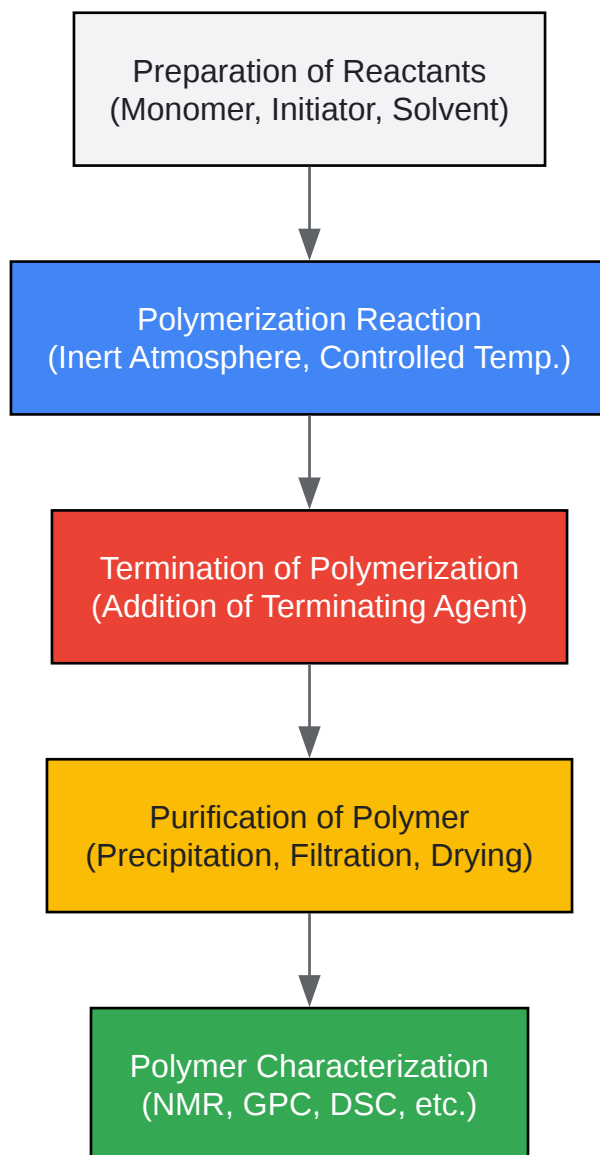 Preparation of Reactants
(Monomer, Initiator, Solvent)
Polymerization Reaction
(Inert Atmosphere, Controlled Temp.)
Termination of Polymerization
(Addition of Terminating Agent)
Purification of Polymer
(Precipitation, Filtration, Drying)
Polymer Characterization
(NMR, GPC, DSC, etc.)